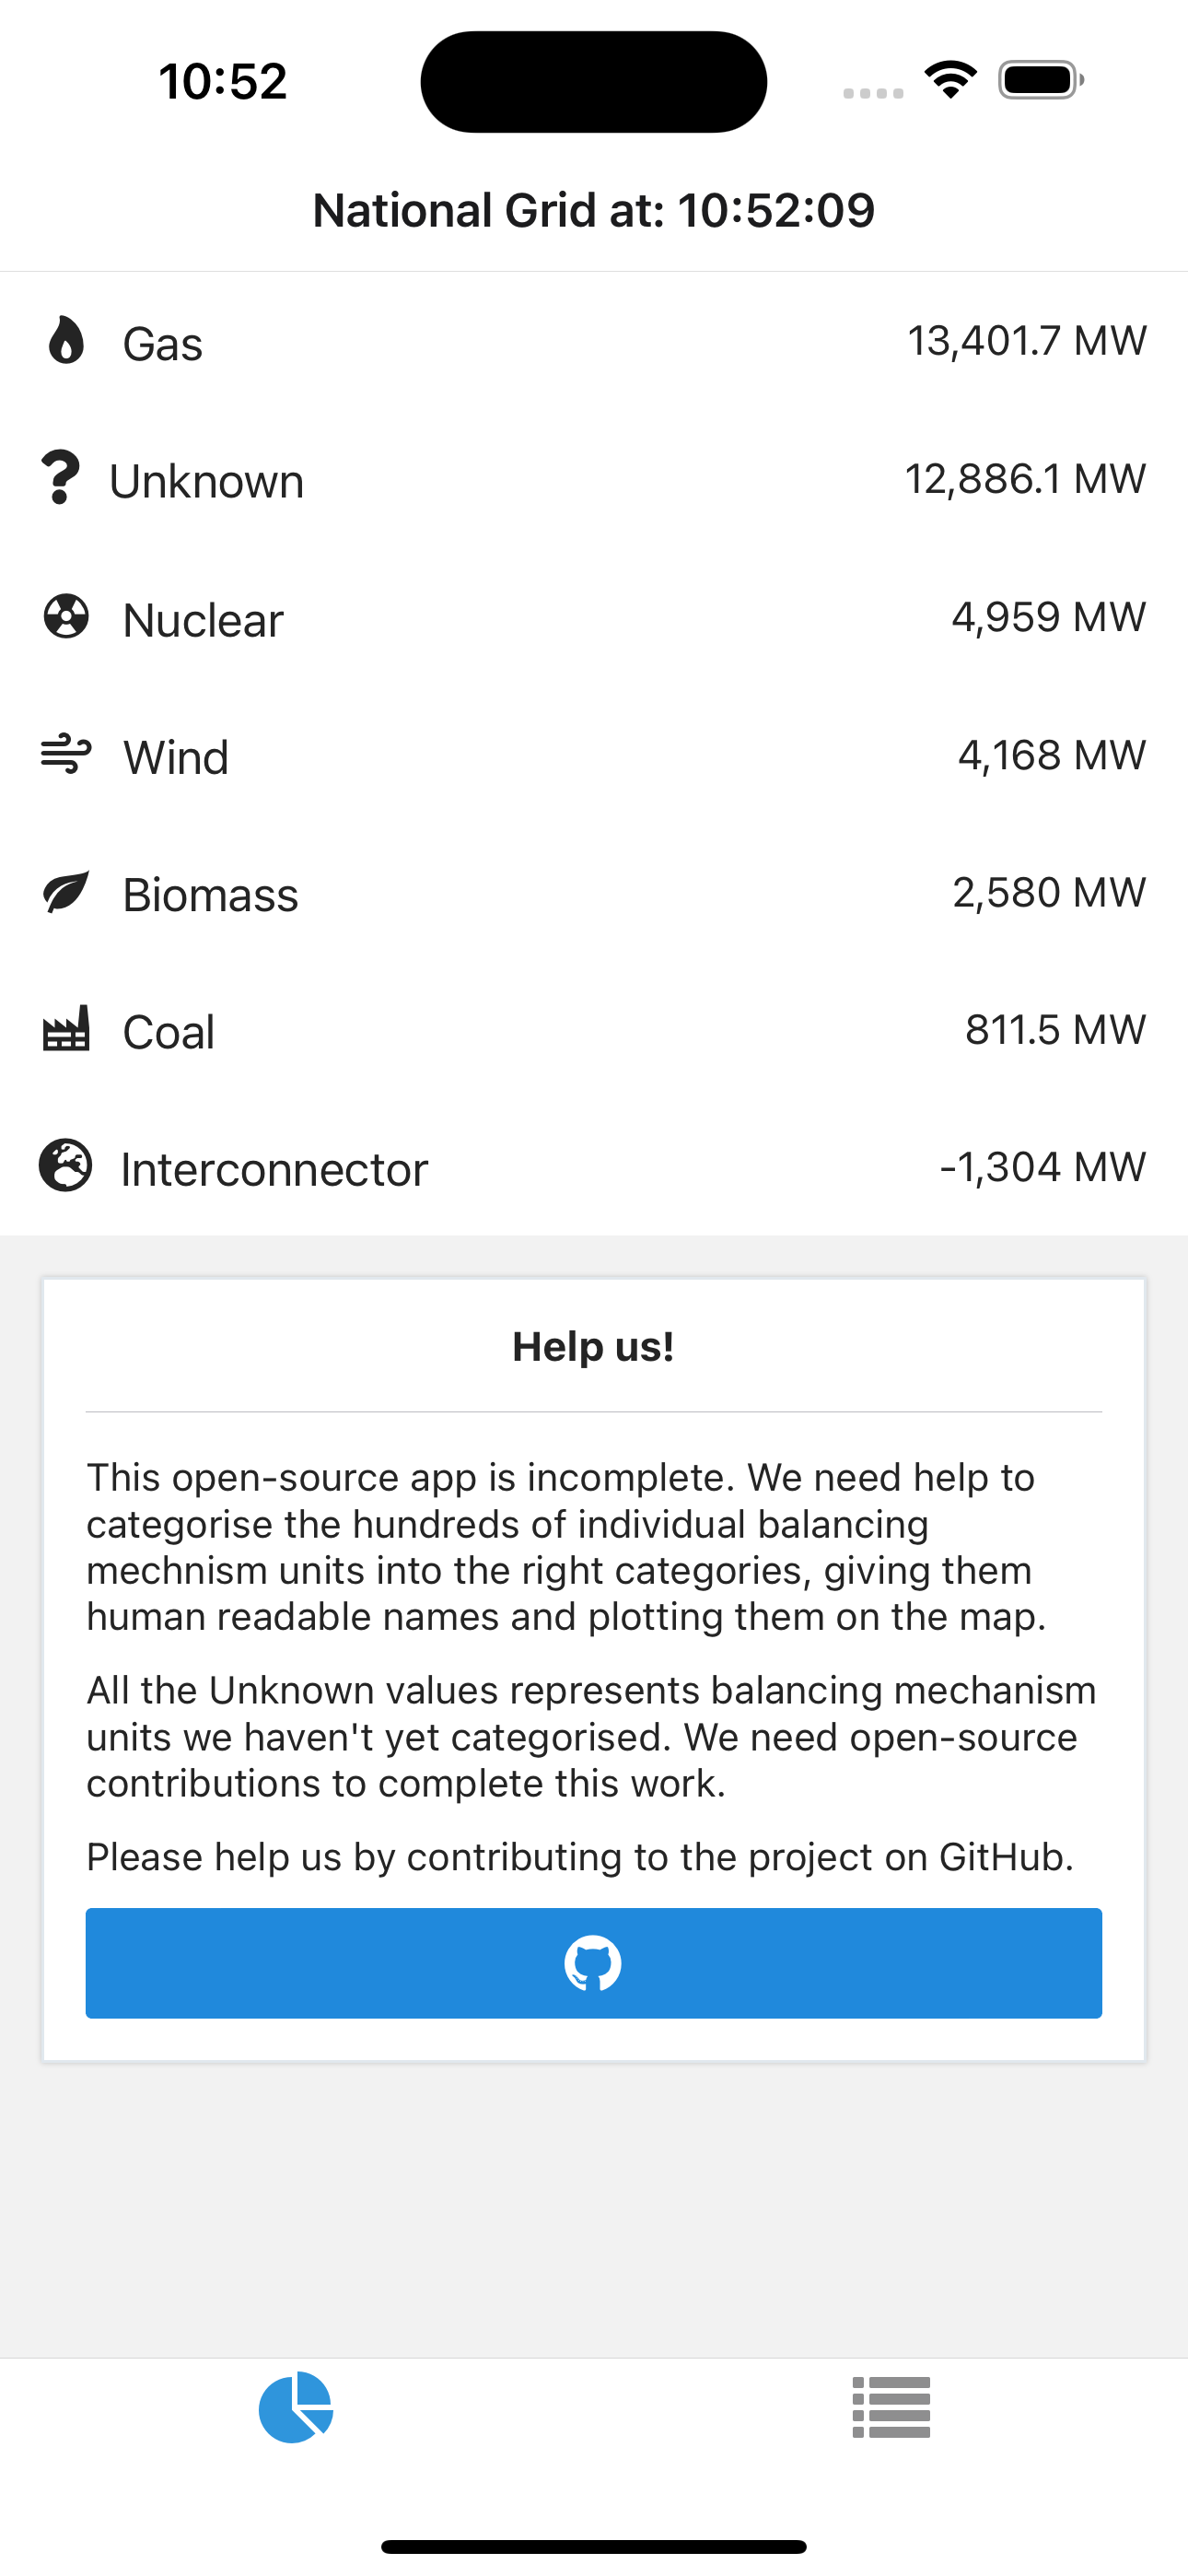 10:52
National Grid at: 10:52:09
Gas 13,401.7 MW
Unknown 12,886.1 MW
Nuclear 4,959 MW
Wind 4,168 MW
Biomass 2,580 MW
Coal 811.5 MW
Interconnector -1,304 MW
Help us!
This open-source app is incomplete. We need help to
categorise the hundreds of individual balancing
mechnism units into the right categories, giving them
human readable names and plotting them on the map.
All the Unknown values represents balancing mechanism
units we haven't yet categorised. We need open-source
contributions to complete this work.
Please help us by contributing to the project on GitHub.